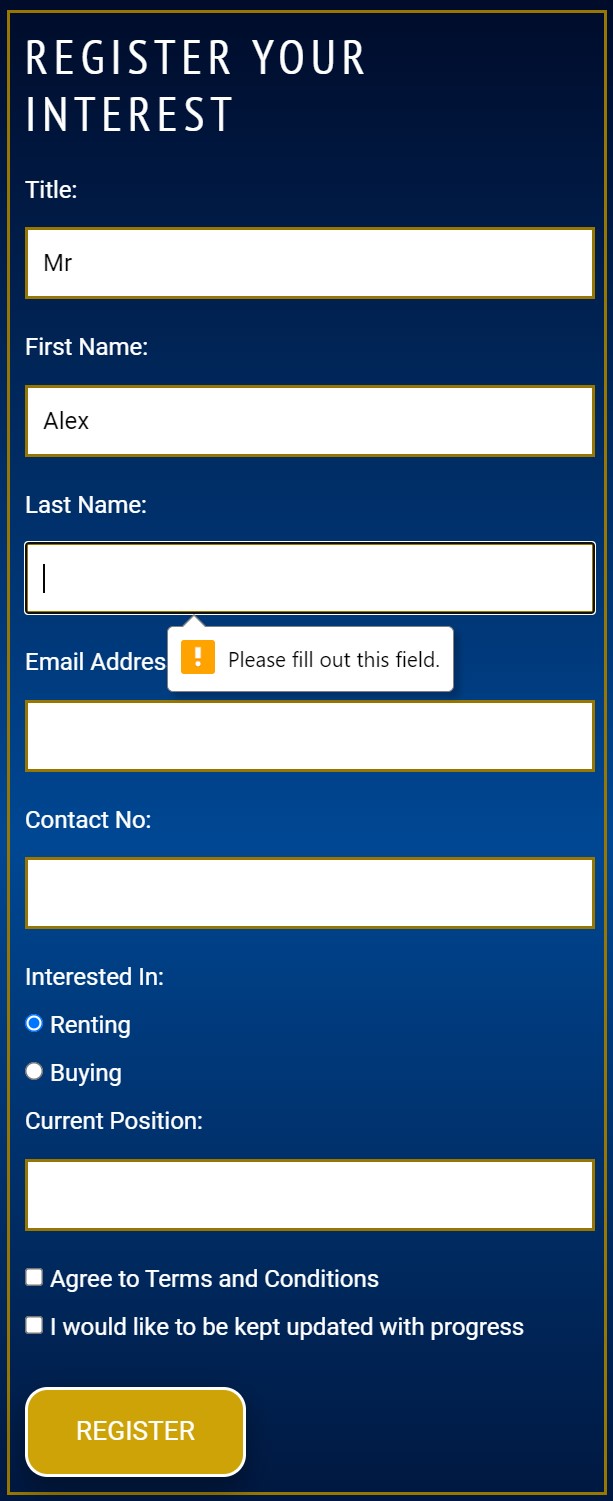 REGISTER YOUR
INTEREST
Title:
Mr
First Name:
Alex
Last Name:
Please fill out this field.
Email Addres
Contact No:
Interested In:
Renting
Buying
Current Position:
Agree to Terms and Conditions
I would like to be kept updated with progress
REGISTER